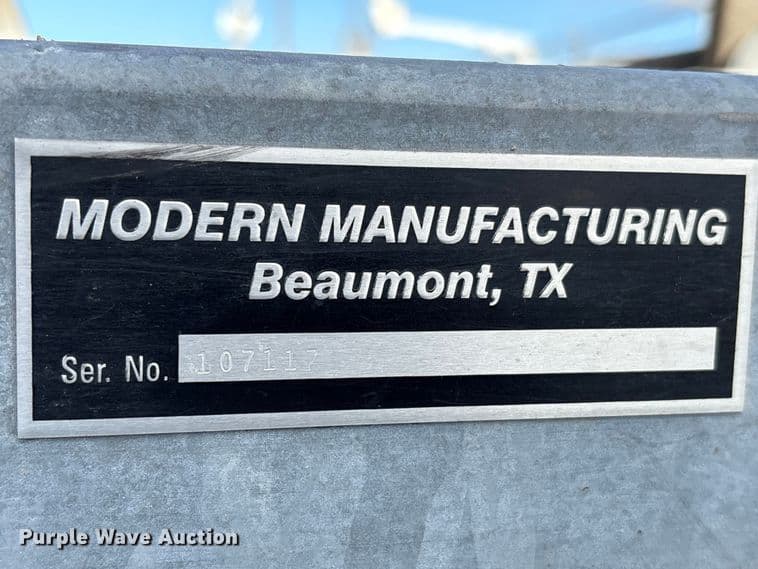 MODERN MANUFACTURING
Beaumont, TX
Ser. No. 107117
Purple Wave Auction